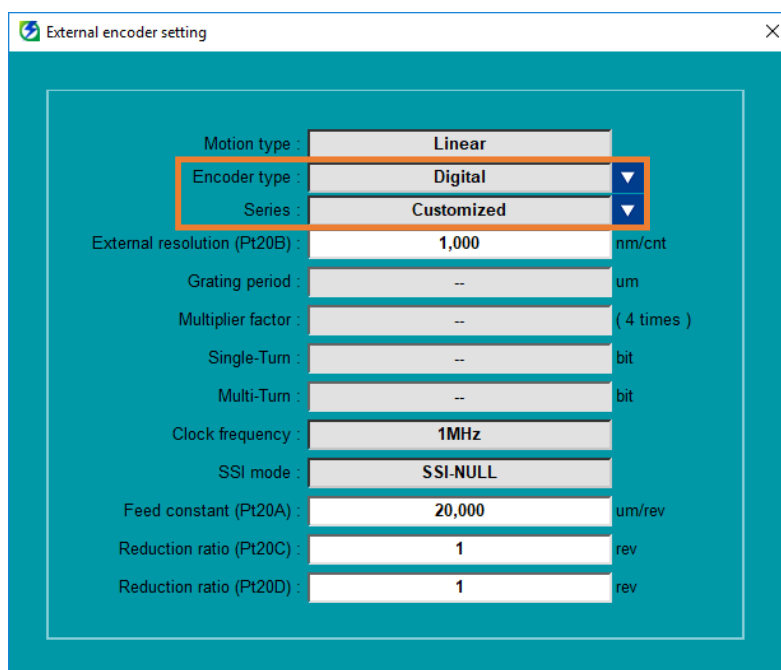 External encoder setting
Motion type : Linear
Encoder type : Digital
Series : Customized
External resolution (Pt20B) : 1,000 nm/cnt
Grating period : -- um
Multiplier factor : -- ( 4 times )
Single-Turn : -- bit
Multi-Turn : -- bit
Clock frequency : 1MHz
SSI mode : SSI-NULL
Feed constant (Pt20A) : 20,000 um/rev
Reduction ratio (Pt20C) : 1 rev
Reduction ratio (Pt20D) : 1 rev